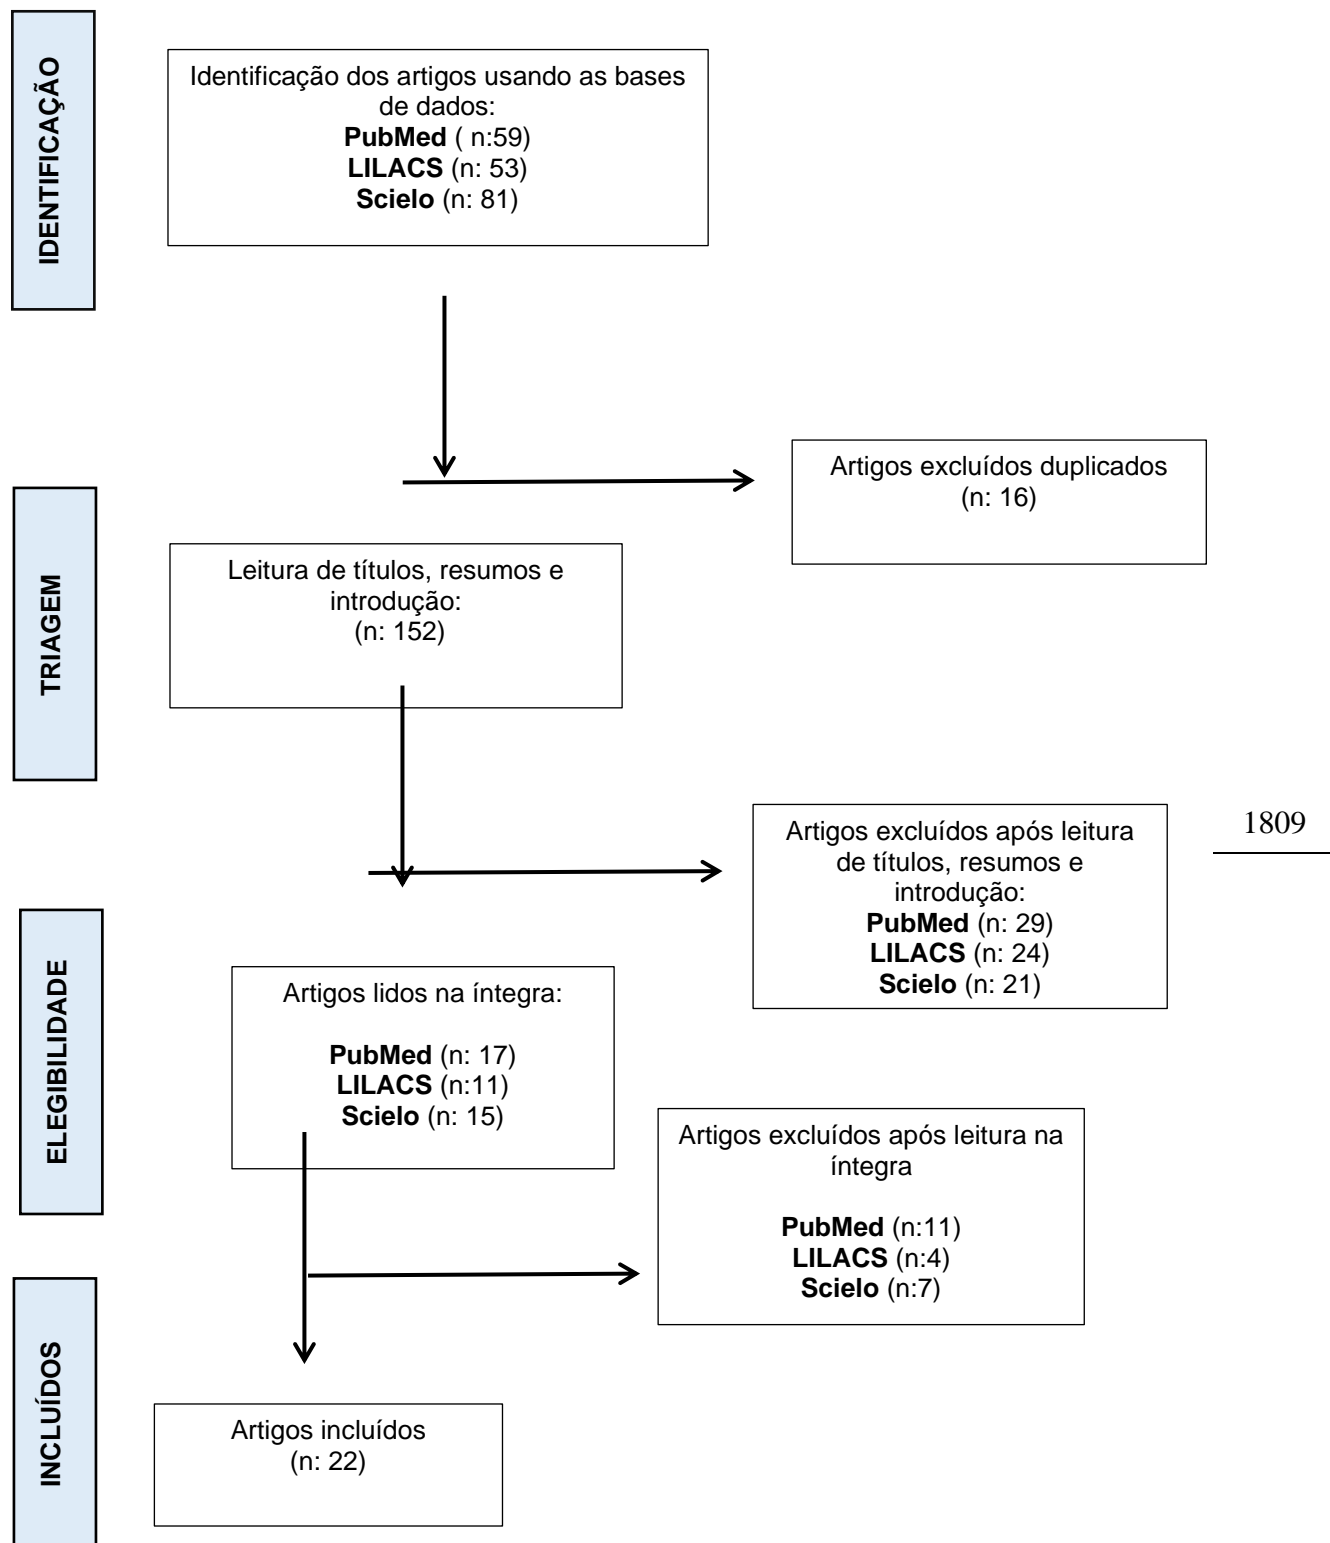 IDENTIFICAÇÃO
Identificação dos artigos usando as bases
de dados:
PubMed ( n:59)
LILACS (n: 53)
Scielo (n: 81)
Artigos excluídos duplicados
(n: 16)
TRIAGEM
Leitura de títulos, resumos e
introdução:
(n: 152)
1809
Artigos excluídos após leitura
de títulos, resumos e
introdução:
PubMed (n: 29)
LILACS (n: 24)
Scielo (n: 21)
ELEGIBILIDADE
Artigos lidos na íntegra:
PubMed (n: 17)
LILACS (n:11)
Scielo (n: 15)
Artigos excluídos após leitura na
íntegra
PubMed (n:11)
LILACS (n:4)
Scielo (n:7)
INCLUÍDOS
Artigos incluídos
(n: 22)